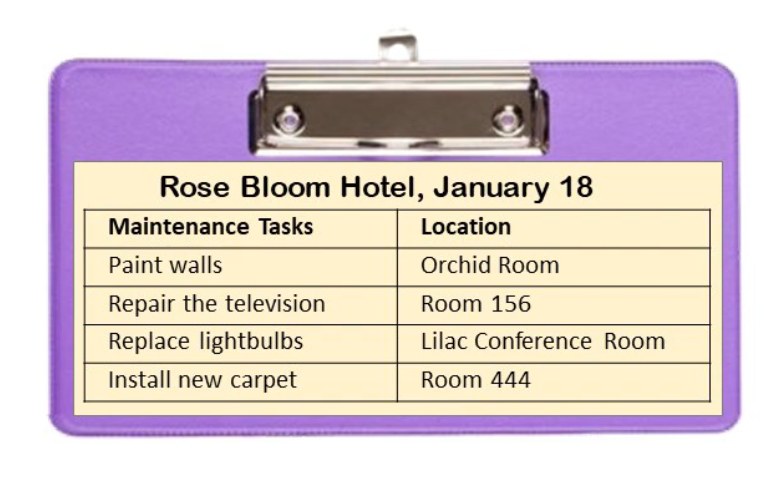 Rose Bloom Hotel, January 18
Maintenance Tasks Location
Paint walls Orchid Room
Repair the television Room 156
Replace lightbulbs Lilac Conference Room
Install new carpet Room 444